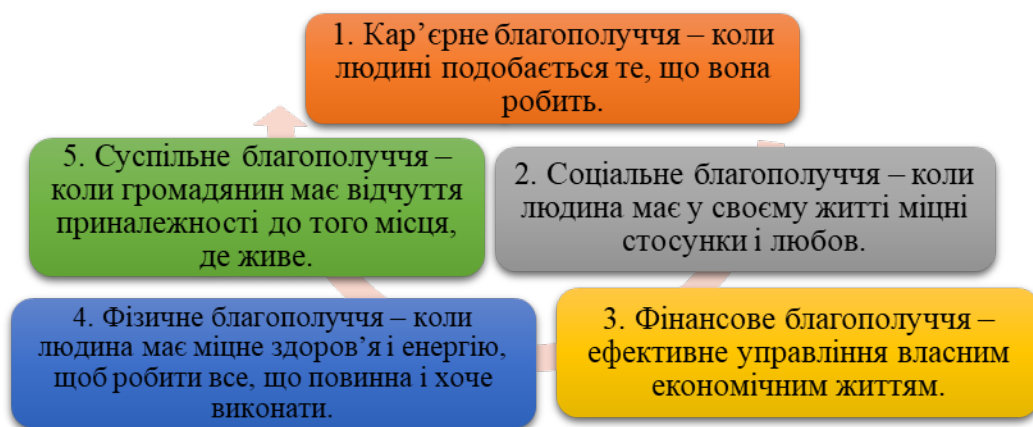 1. Кар’єрне благополуччя – коли
людині подобається те, що вона
робить.
2. Соціальне благополуччя – коли
людина має у своєму житті міцні
стосунки і любов.
3. Фінансове благополуччя –
ефективне управління власним
економічним життям.
4. Фізичне благополуччя – коли
людина має міцне здоров’я і енергію,
щоб робити все, що повинна і хоче
виконати.
5. Суспільне благополуччя –
коли громадянин має відчуття
приналежності до того місця,
де живе.